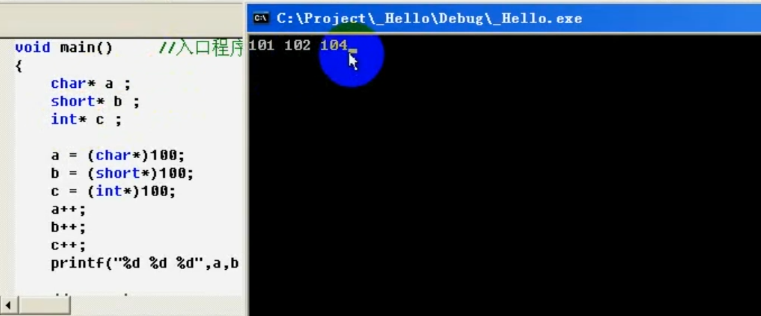 C:\Project\_Hello\Debug\_Hello.exe
void main() //入口程序
{
char* a ;
short* b ;
int* c ;
a = (char*)100;
b = (short*)100;
c = (int*)100;
a++;
b++;
c++;
printf("%d %d %d",a,b
101 102 104